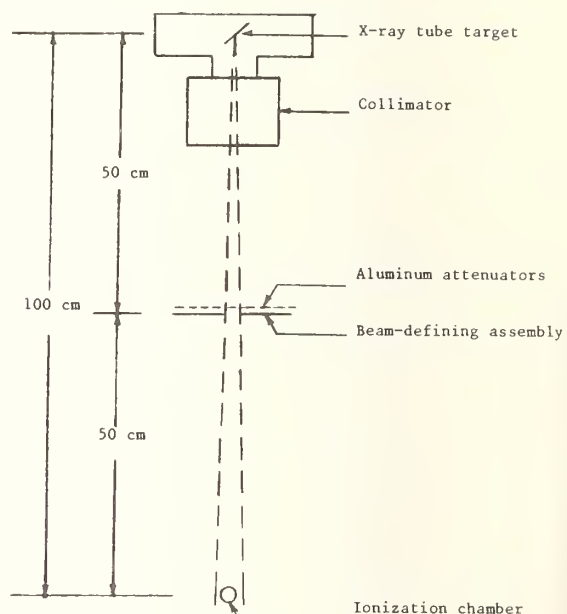 X-ray tube target
Collimator
50 cm
100 cm
Aluminum attenuators
Beam-defining assembly
50 cm
Ionization chamber